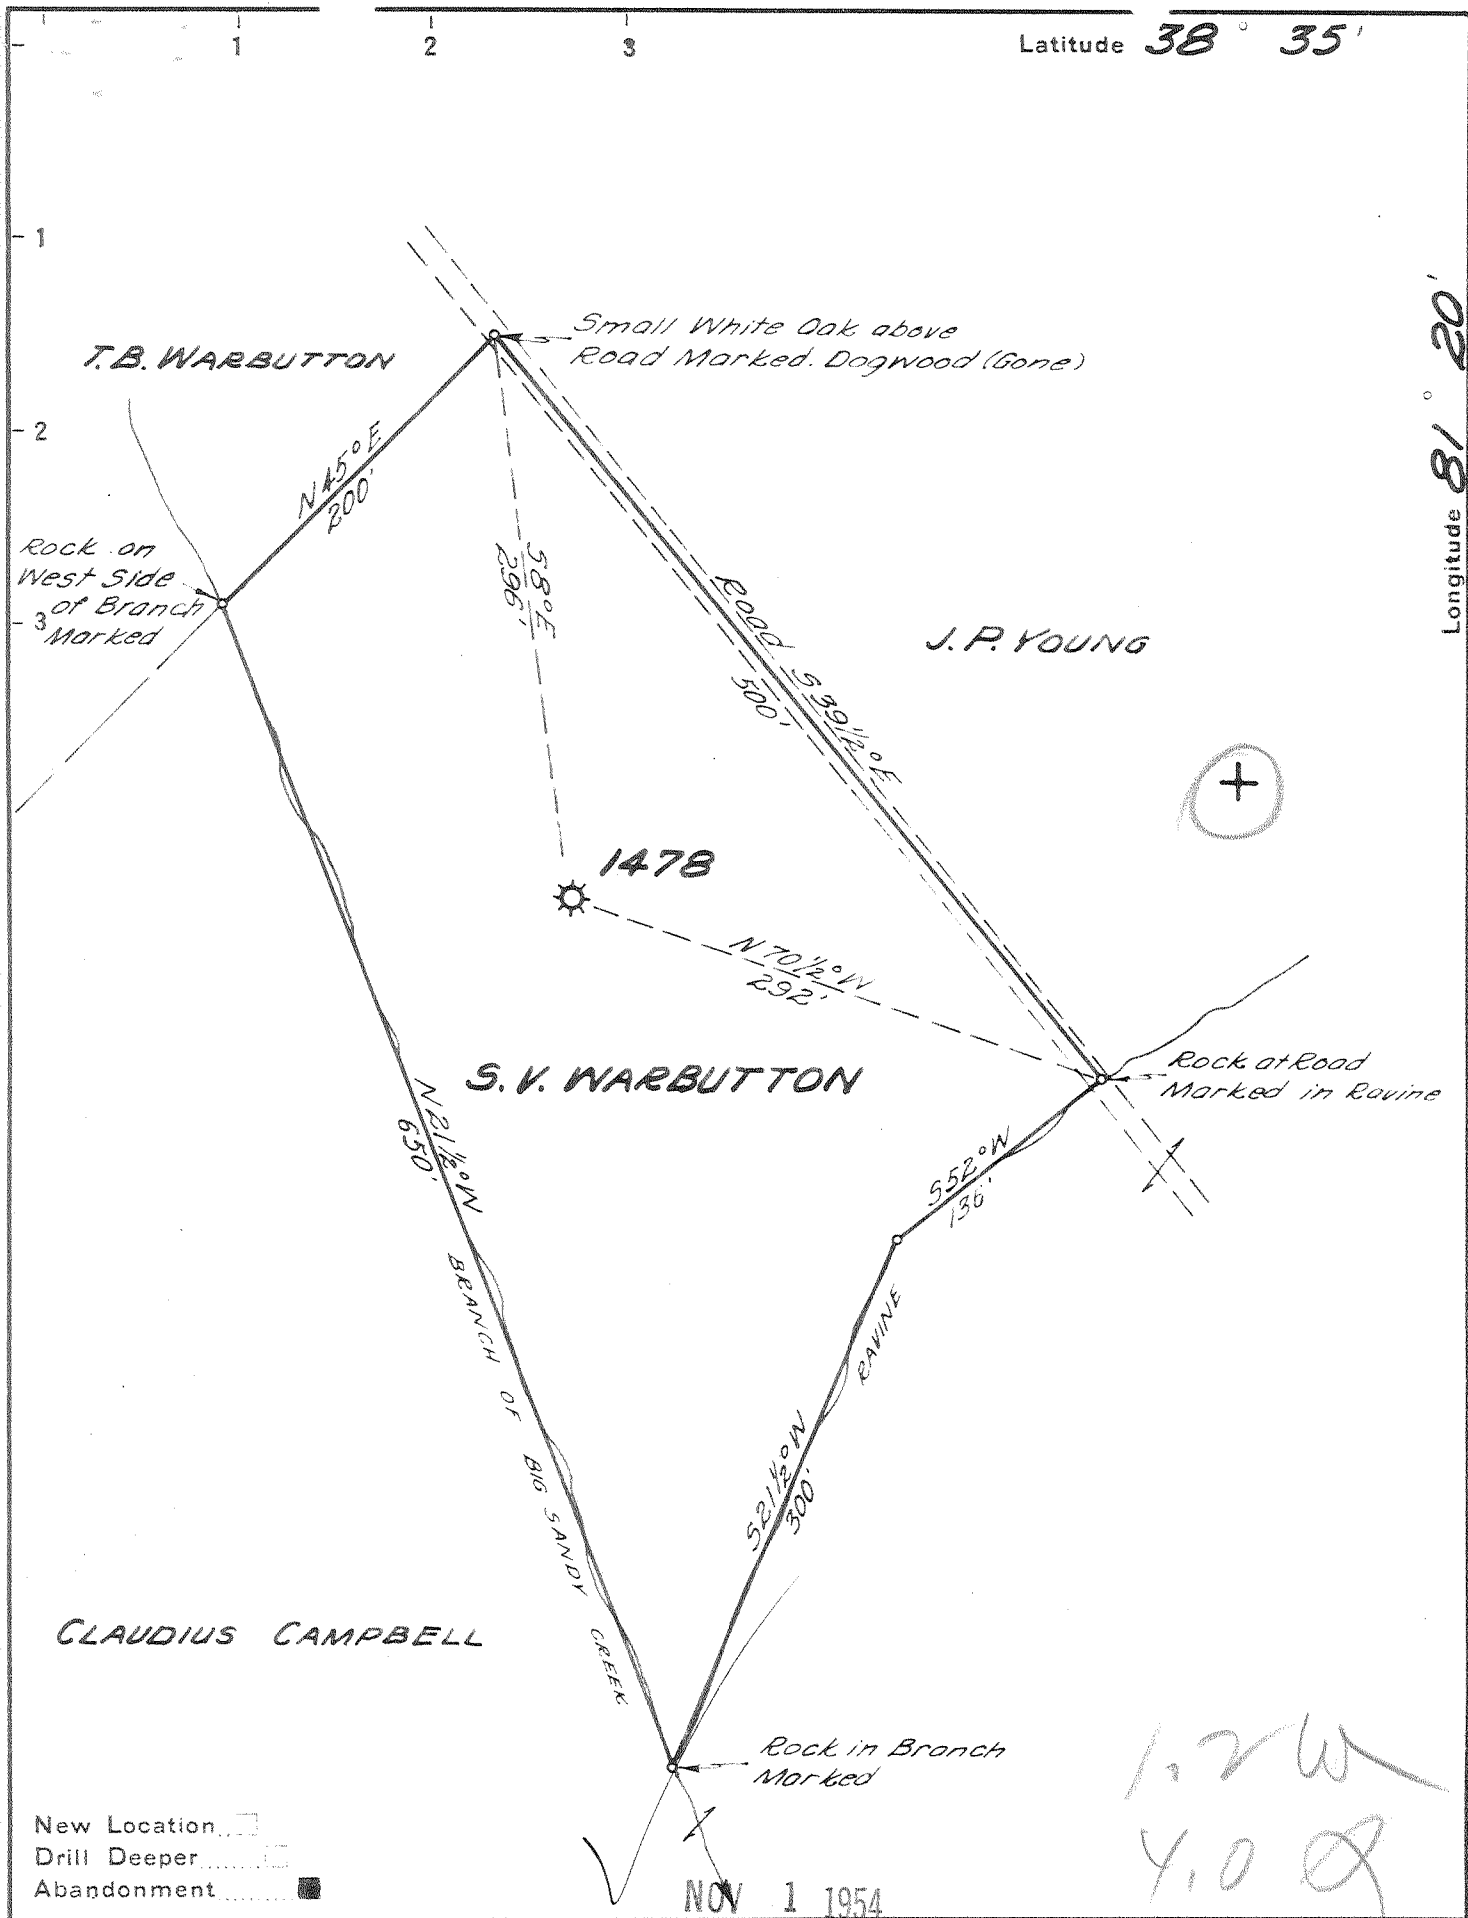 1 2 3
Latitude 38° 35'
1
Longitude 81° 20'
Small White Oak above
Road Marked. Dogwood (Gone)
T.B. WARBUTTON
2
N45°E
200'
Rock on
West Side
of Branch
3
Marked
S8°E
296'
Road S39½°E
500'
J.P. YOUNG
+
1478
N70½°W
292'
S.V. WARBUTTON
Rock at Road
Marked in Ravine
N21½°W
650'
S52°W
136'
BRANCH OF BIG SANDY CREEK
RAVINE
S21½°W
300'
CLAUDIUS CAMPBELL
Rock in Branch
Marked
1.2 W
New Location
Drill Deeper
Abandonment
NOV 1 1954